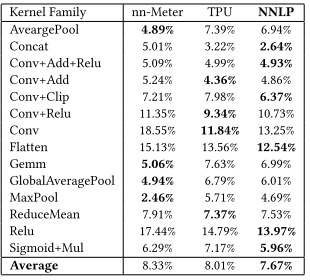 Kernel Family nn-Meter TPU NNLP
AveargePool 4.89% 7.39% 6.94%
Concat 5.01% 3.22% 2.64%
Conv+Add+Relu 5.09% 4.99% 4.93%
Conv+Add 5.24% 4.36% 4.86%
Conv+Clip 7.21% 7.98% 6.37%
Conv+Relu 11.35% 9.34% 10.73%
Conv 18.55% 11.84% 13.25%
Flatten 15.13% 13.56% 12.54%
Gemm 5.06% 7.63% 6.99%
GlobalAveragePool 4.94% 6.79% 6.01%
MaxPool 2.46% 5.71% 4.69%
ReduceMean 7.91% 7.37% 7.53%
Relu 17.44% 14.79% 13.97%
Sigmoid+Mul 6.29% 7.17% 5.96%
Average 8.33% 8.01% 7.67%